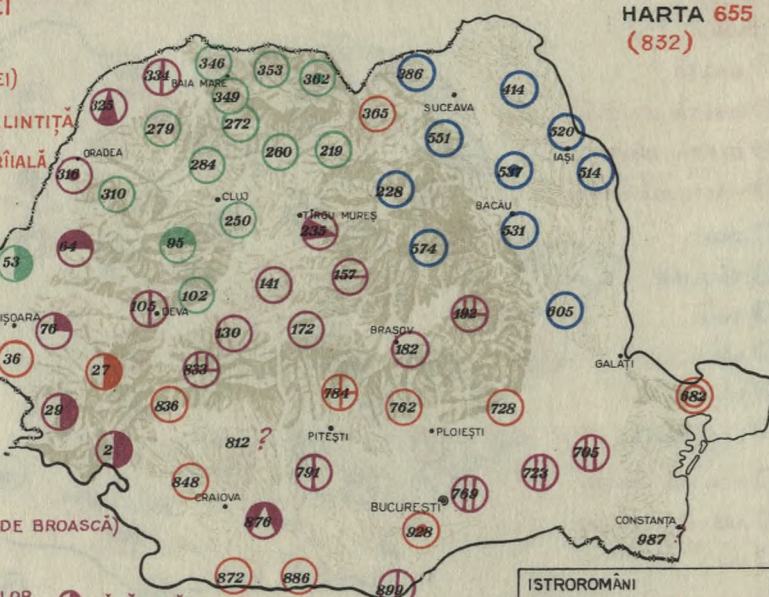 HARTA 655
(832)
EI)
LINTIȚĂ
RÎIALĂ
346
353
362
386
414
334
BAIA MARE
349
SUCEAVA
325
365
279
272
551
520
IAȘI
ORADEA
284
260
219
316
537
514
310
CLUJ
228
BACĂU
250
TÎRGU MUREȘ
235
531
64
95
574
53
157
141
102
105
DEVA
192
605
IȘOARA
76
130
172
BRAȘOV
182
36
27
833
GALAȚI
784
762
728
682
29
836
812 ?
PITEȘTI
PLOIEȘTI
2
791
723
705
848
CRAIOVA
769
BUCUREȘTI
876
928
CONSTANȚA
987
DE BROASCĂ)
872
886
899
ISTROROMÂNI